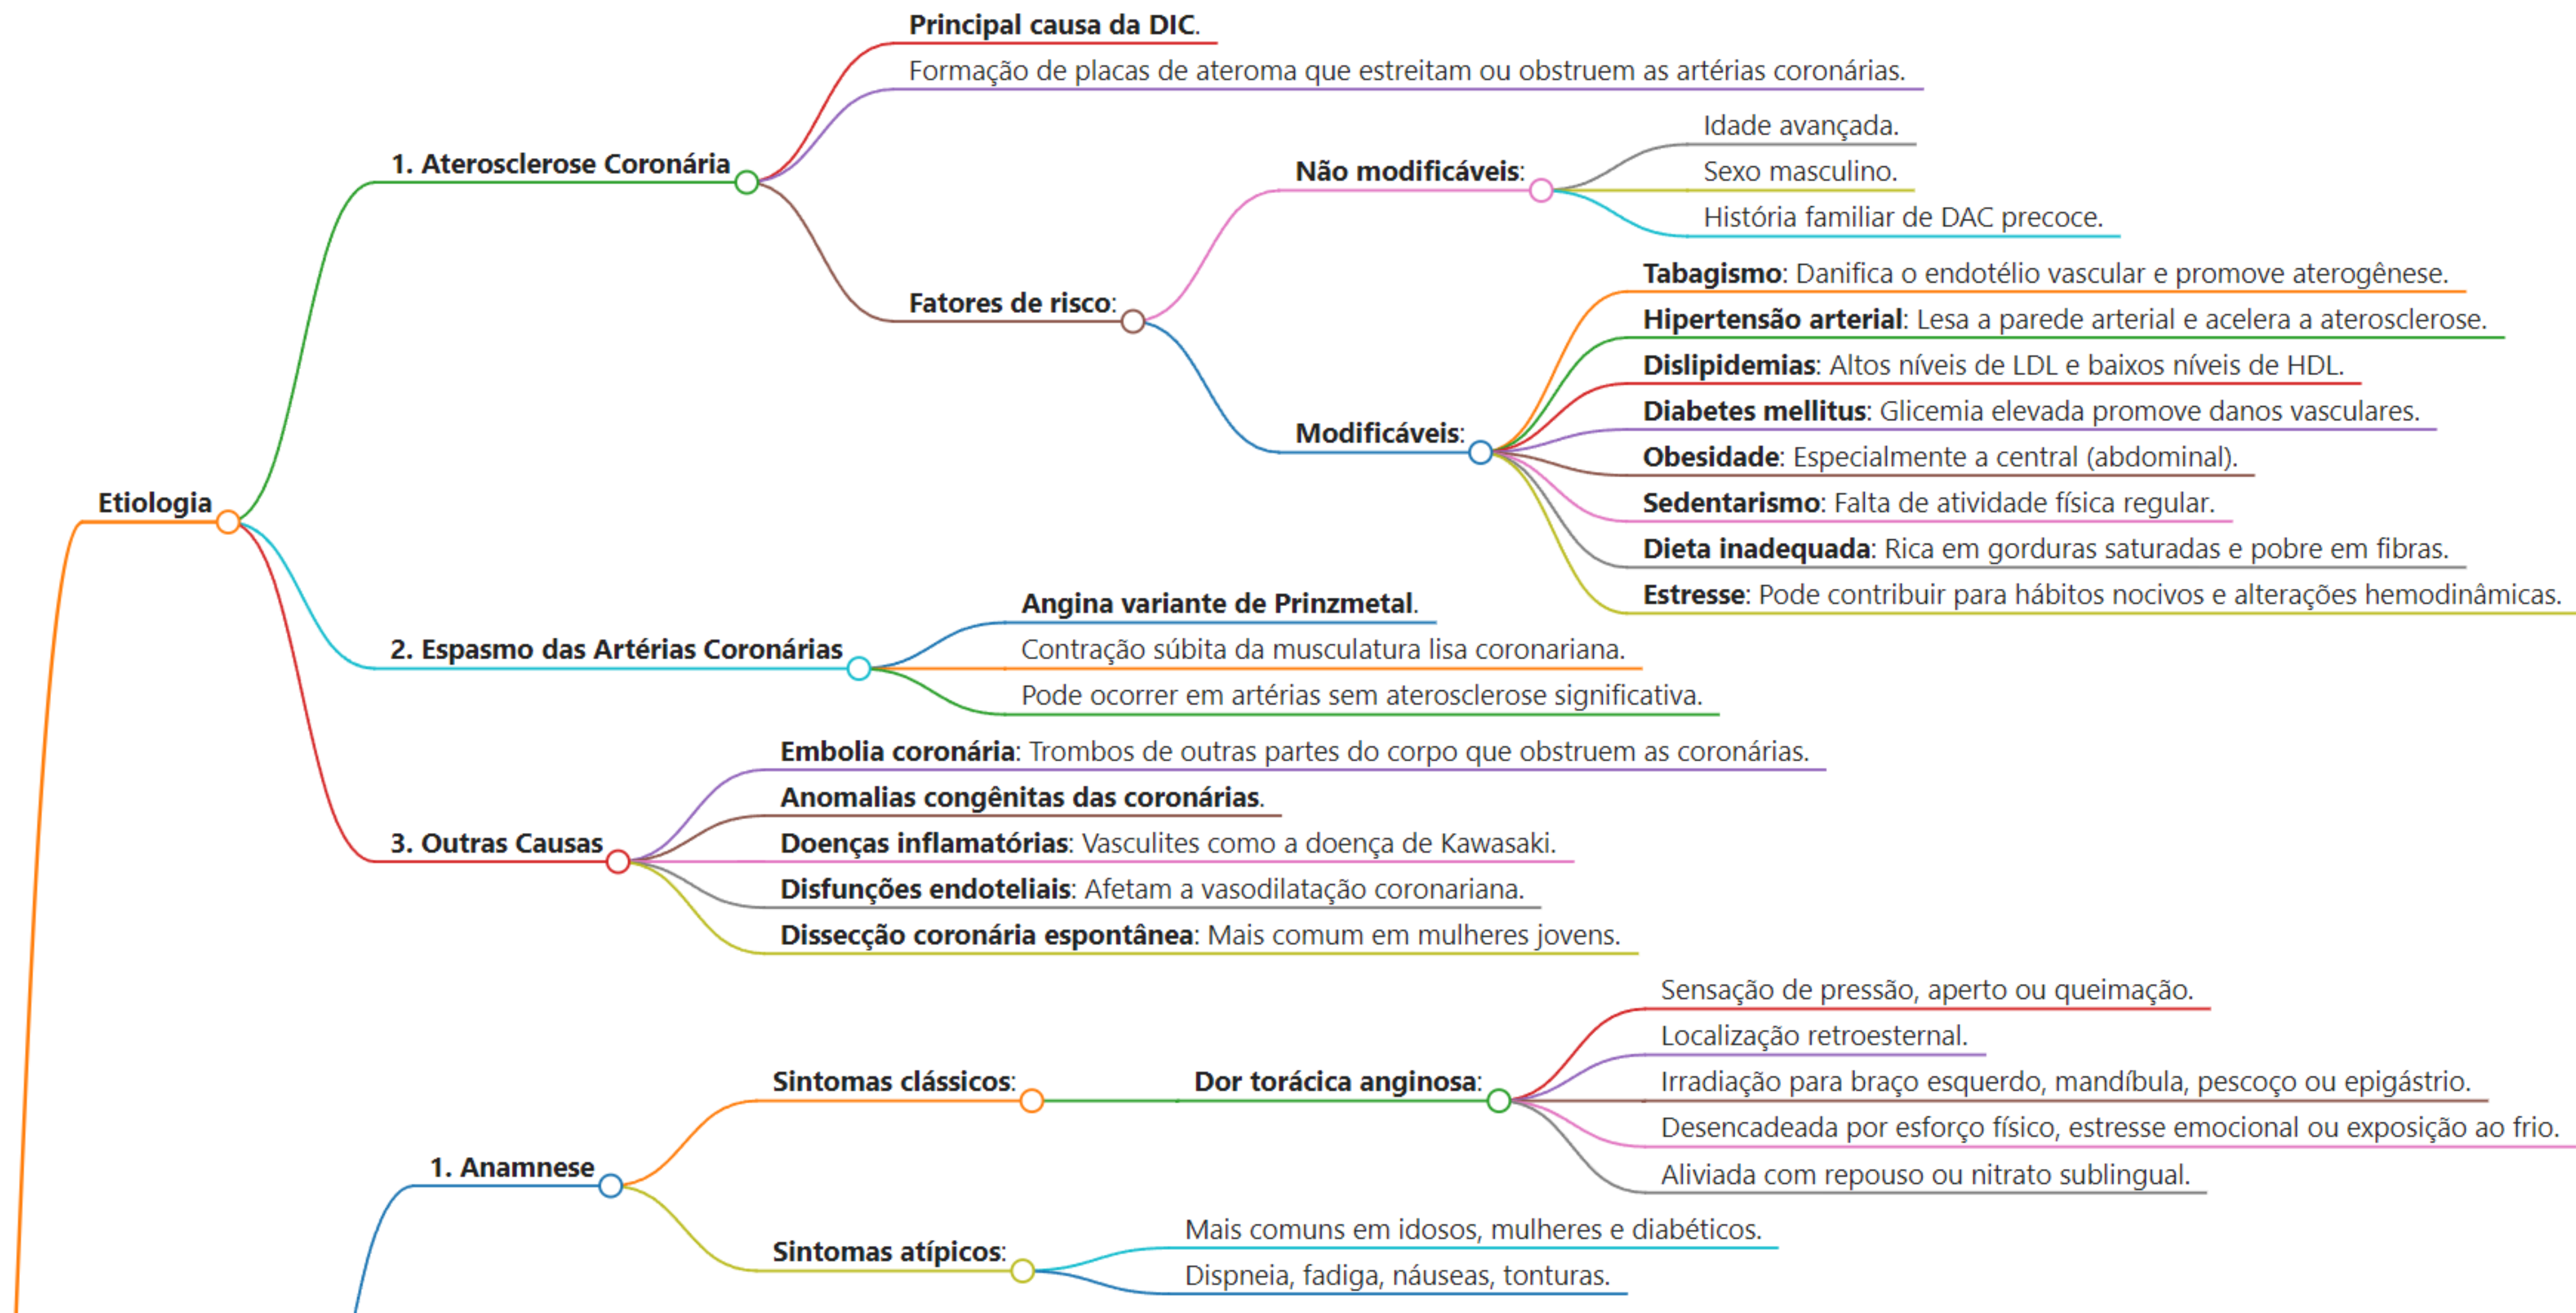 Etiologia
1. Aterosclerose Coronária
Principal causa da DIC.
Formação de placas de ateroma que estreitam ou obstruem as artérias coronárias.
Fatores de risco:
Não modificáveis:
Idade avançada.
Sexo masculino.
História familiar de DAC precoce.
Modificáveis:
Tabagismo: Danifica o endotélio vascular e promove aterogênese.
Hipertensão arterial: Lesa a parede arterial e acelera a aterosclerose.
Dislipidemias: Altos níveis de LDL e baixos níveis de HDL.
Diabetes mellitus: Glicemia elevada promove danos vasculares.
Obesidade: Especialmente a central (abdominal).
Sedentarismo: Falta de atividade física regular.
Dieta inadequada: Rica em gorduras saturadas e pobre em fibras.
Estresse: Pode contribuir para hábitos nocivos e alterações hemodinâmicas.
2. Espasmo das Artérias Coronárias
Angina variante de Prinzmetal.
Contração súbita da musculatura lisa coronariana.
Pode ocorrer em artérias sem aterosclerose significativa.
3. Outras Causas
Embolia coronária: Trombos de outras partes do corpo que obstruem as coronárias.
Anomalias congênitas das coronárias.
Doenças inflamatórias: Vasculites como a doença de Kawasaki.
Disfunções endoteliais: Afetam a vasodilatação coronariana.
Dissecção coronária espontânea: Mais comum em mulheres jovens.
1. Anamnese
Sintomas clássicos:
Dor torácica anginosa:
Sensação de pressão, aperto ou queimação.
Localização retroesternal.
Irradiação para braço esquerdo, mandíbula, pescoço ou epigástrio.
Desencadeada por esforço físico, estresse emocional ou exposição ao frio.
Aliviada com repouso ou nitrato sublingual.
Sintomas atípicos:
Mais comuns em idosos, mulheres e diabéticos.
Dispneia, fadiga, náuseas, tonturas.